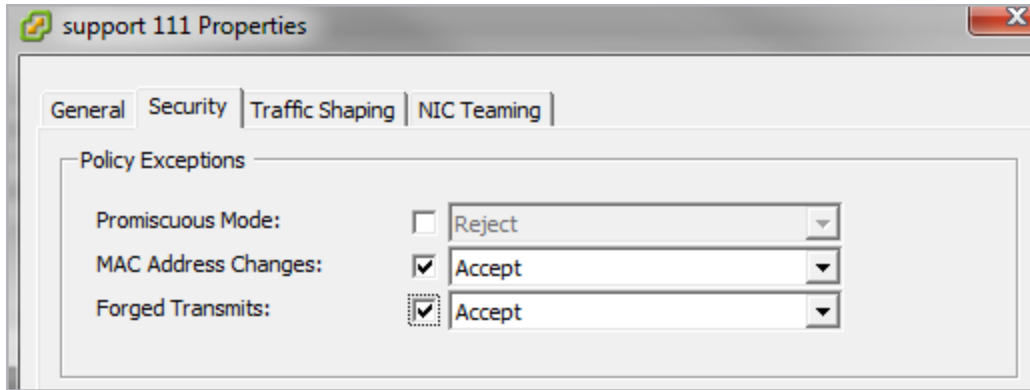 support 111 Properties
General Security Traffic Shaping NIC Teaming
Policy Exceptions
Promiscuous Mode: Reject
MAC Address Changes: Accept
Forged Transmits: Accept